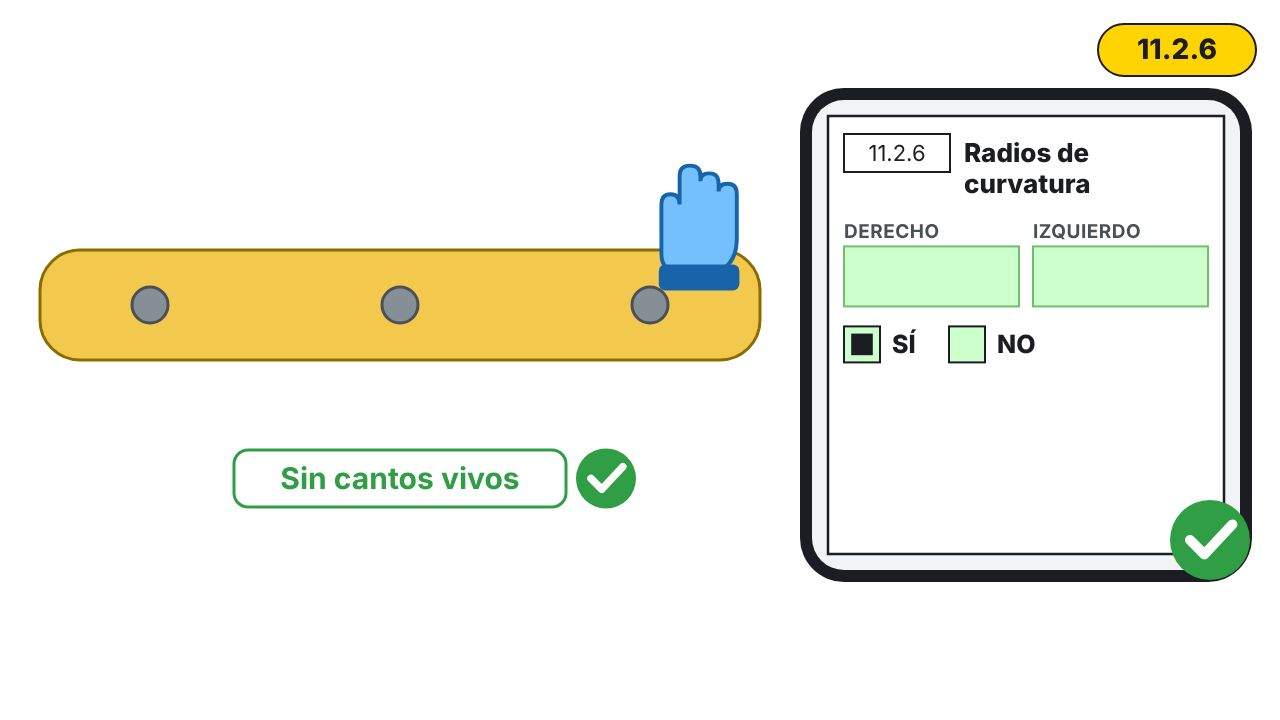 11.2.6
11.2.6
Radios de
curvatura
DERECHO
IZQUIERDO
SÍ
NO
Sin cantos vivos